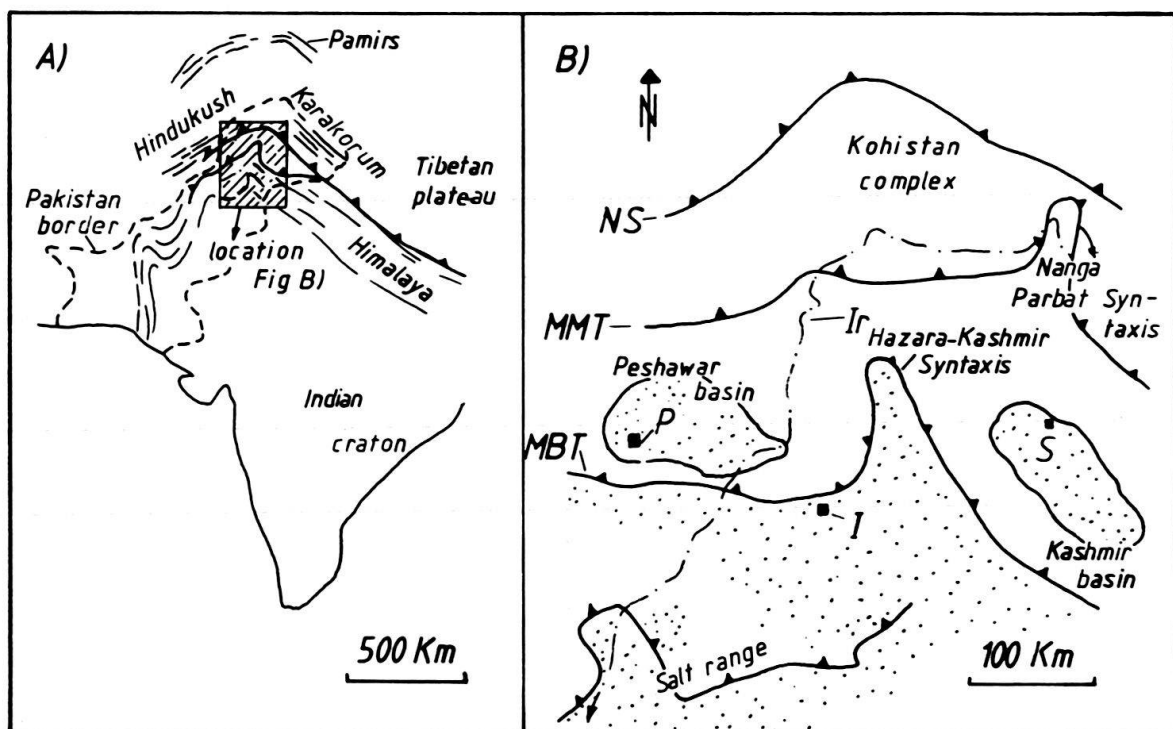 A)
Pamirs
Hindukush
Karakorum
Tibetan
plateau
Pakistan
border
location
Fig B)
Himalaya
Indian
craton
500 Km
B)
N
Kohistan
complex
NS
Nanga
Parbat Syn-
taxis
MMT
Ir
Hazara-Kashmir
Syntaxis
Peshawar
basin
P
MBT
S
I
Kashmir
basin
Salt range
100 Km